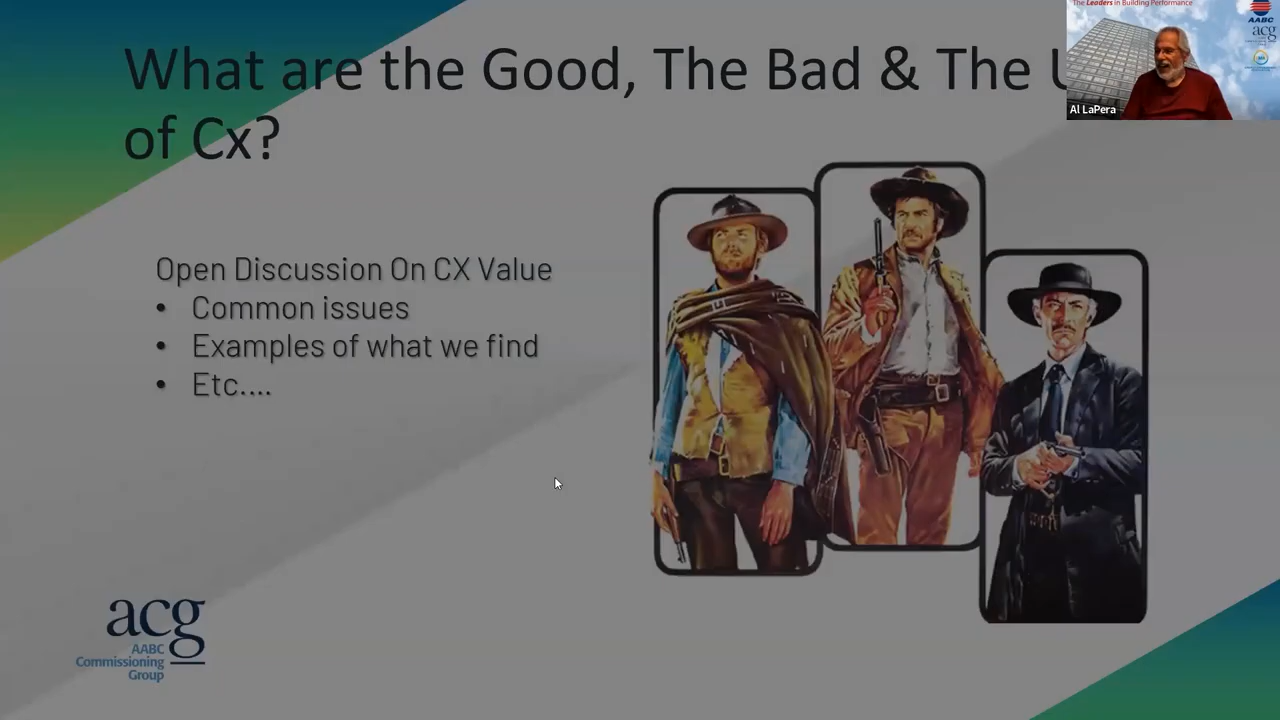 What are the Good, The Bad & The
of Cx?
Open Discussion On CX Value
• Common issues
• Examples of what we find
• Etc....
acg
AABC
Commissioning
Group
The Leaders in Building Performance
AABC
acg
Al LaPera